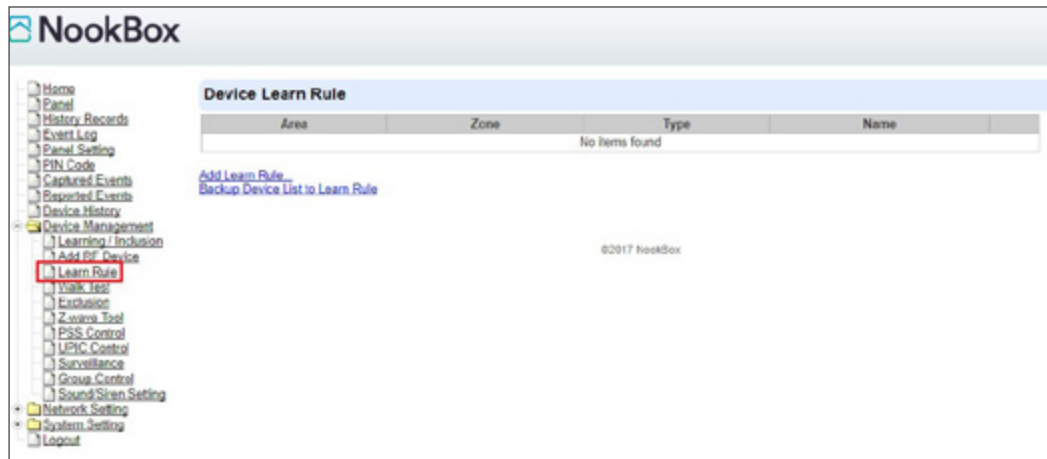 NookBox
Home
Panel
History Records
Event Log
Panel Setting
PIN Code
Captured Events
Reported Events
Device History
Device Management
Learning / Inclusion
Add RF Device
Learn Rule
Walk Test
Exclusion
Z-wave Tool
PSS Control
UPIC Control
Surveillance
Group Control
Sound/Siren Setting
Network Setting
System Setting
Logout
Device Learn Rule
Area Zone Type Name
No items found
Add Learn Rule...
Backup Device List to Learn Rule
©2017 NookBox